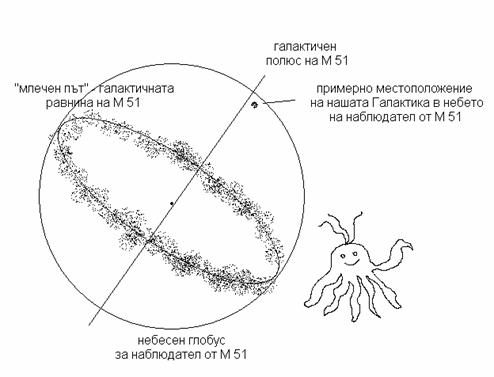 галактичен
полюс на М 51
"млечен път" - галактичната
равнина на М 51
примерно местоположение
на нашата Галактика в небето
на наблюдател от М 51
небесен глобус
за наблюдател от М 51